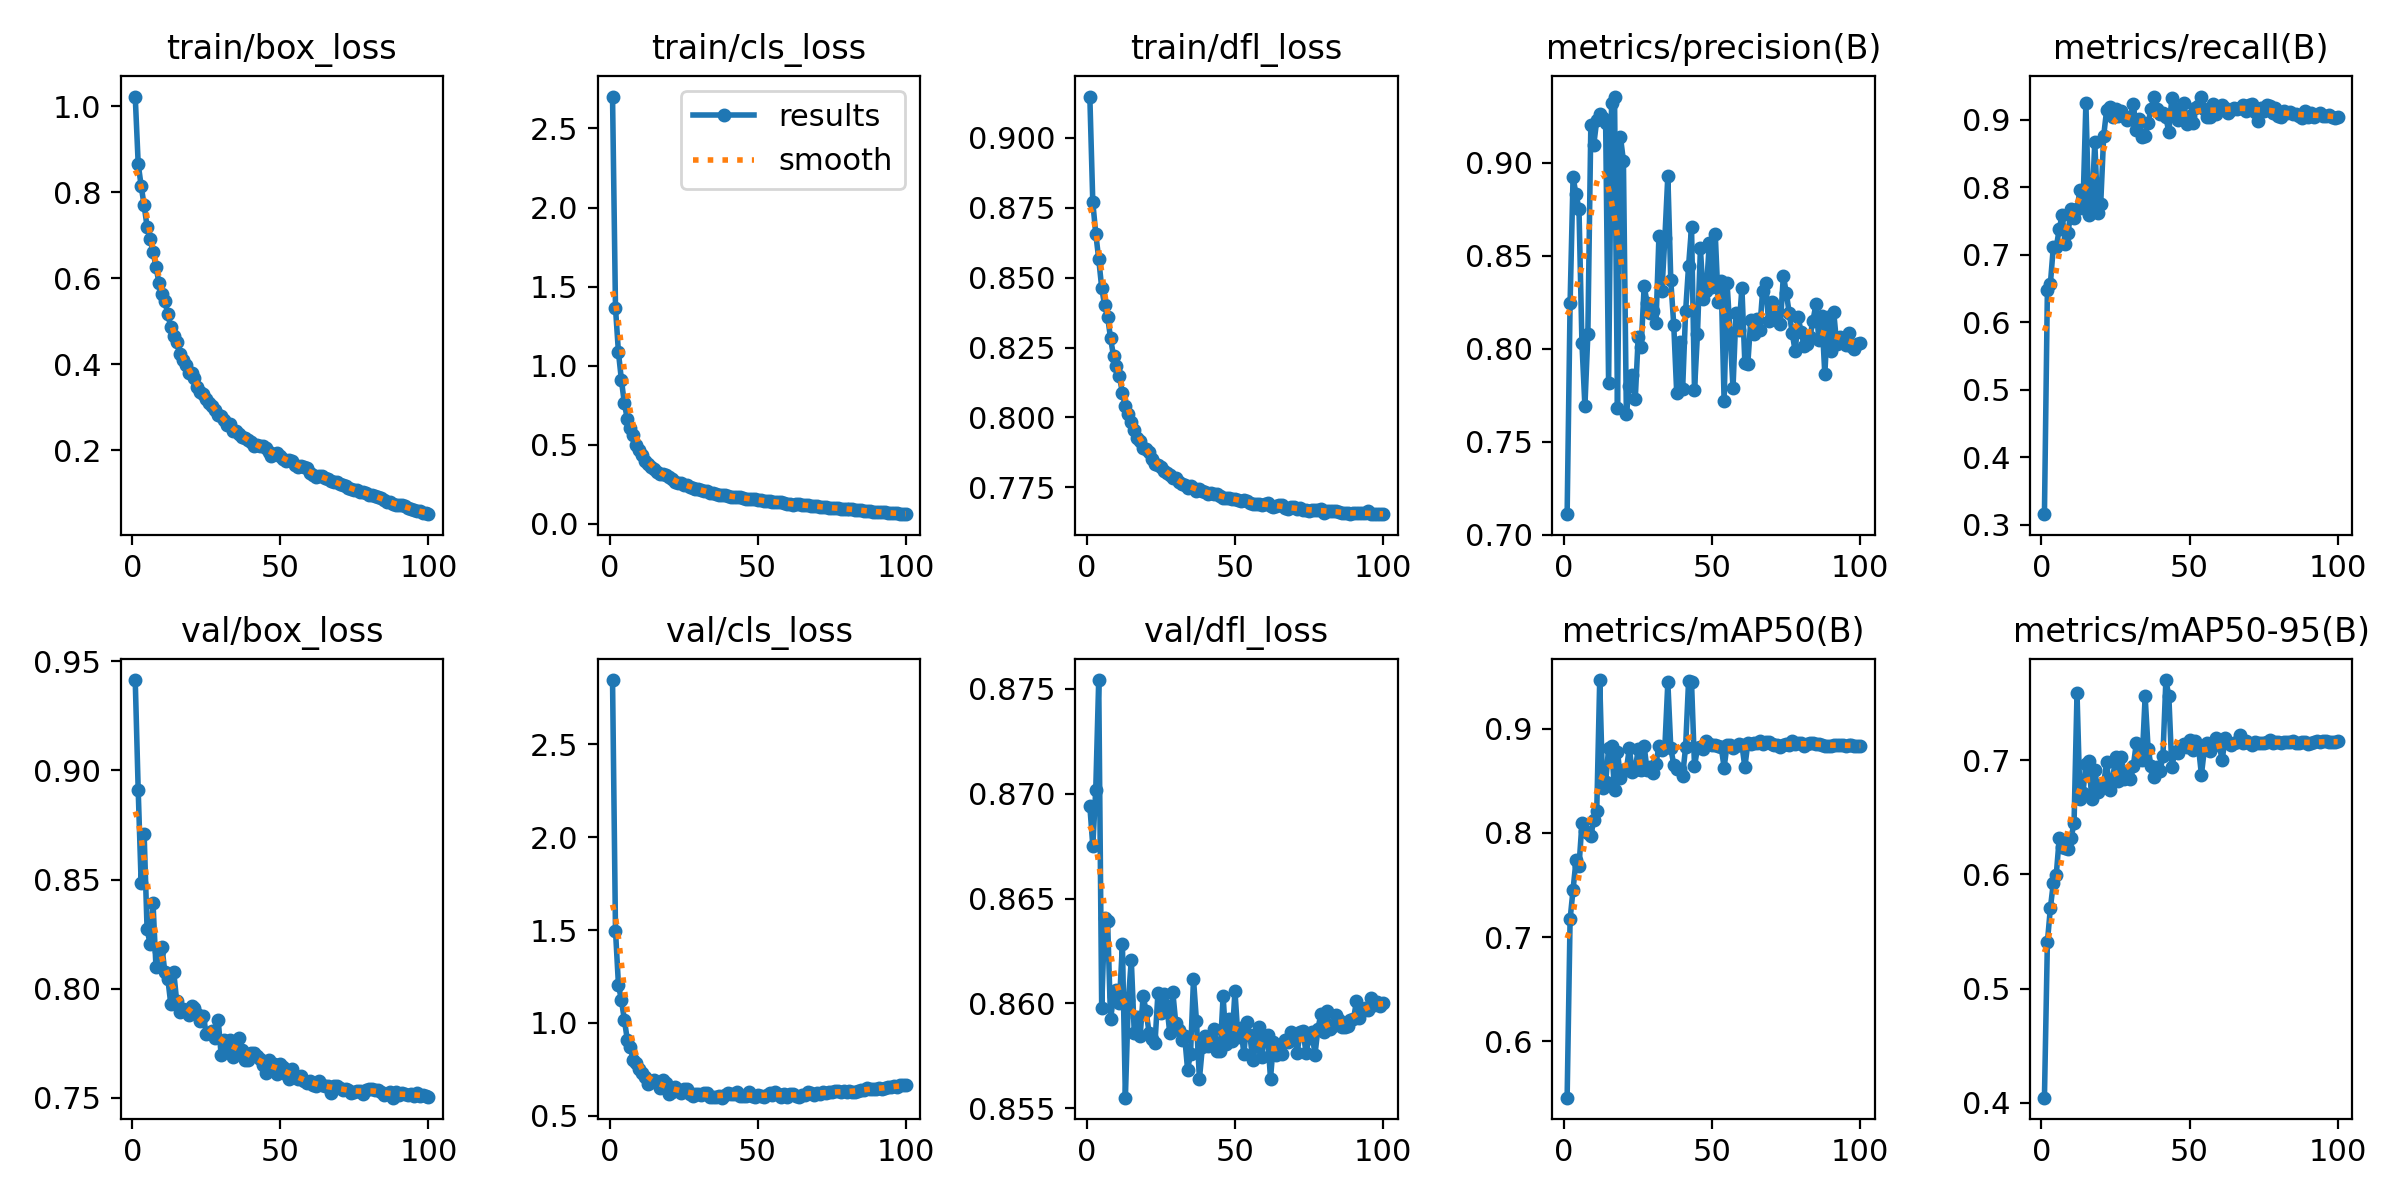 train/box_loss
1.0
0.8
0.6
0.4
0.2
0 50 100
train/cls_loss
results
smooth
2.5
2.0
1.5
1.0
0.5
0.0
0 50 100
train/dfl_loss
0.900
0.875
0.850
0.825
0.800
0.775
0 50 100
metrics/precision(B)
0.90
0.85
0.80
0.75
0.70
0 50 100
metrics/recall(B)
0.9
0.8
0.7
0.6
0.5
0.4
0.3
0 50 100
val/box_loss
0.95
0.90
0.85
0.80
0.75
0 50 100
val/cls_loss
2.5
2.0
1.5
1.0
0.5
0 50 100
val/dfl_loss
0.875
0.870
0.865
0.860
0.855
0 50 100
metrics/mAP50(B)
0.9
0.8
0.7
0.6
0 50 100
metrics/mAP50-95(B)
0.7
0.6
0.5
0.4
0 50 100